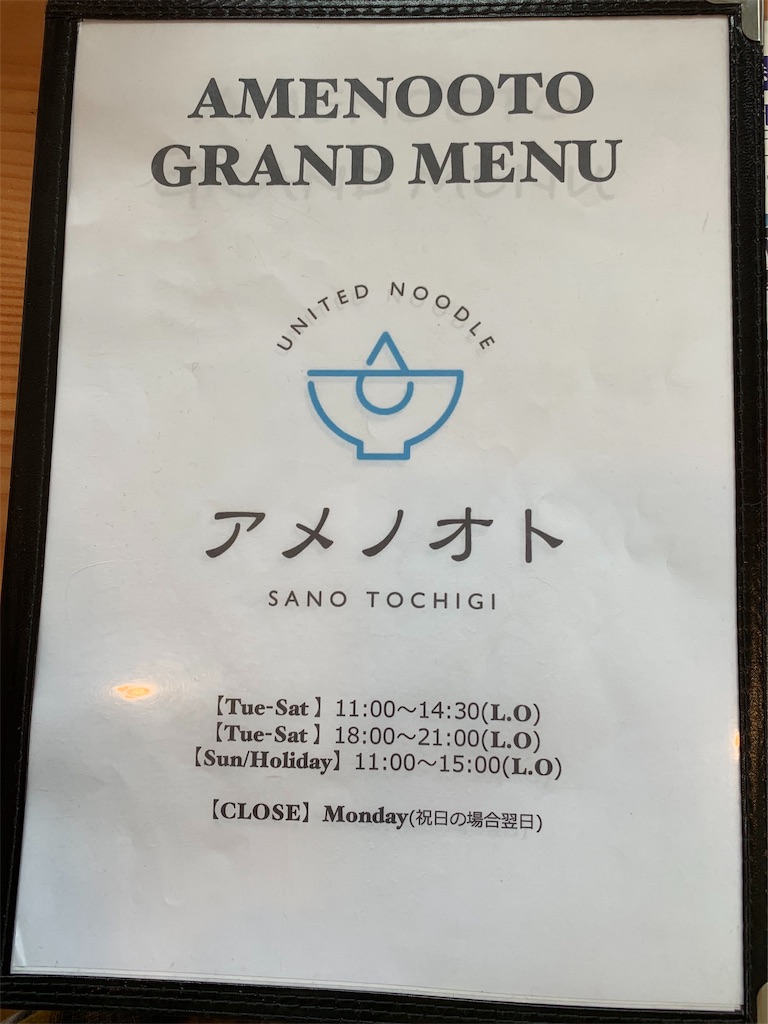 AMENOOTO
GRAND MENU
UNITED NOODLE
アメノオト
SANO TOCHIGI
【Tue-Sat】11:00～14:30(L.O)
【Tue-Sat】18:00～21:00(L.O)
【Sun/Holiday】11:00～15:00(L.O)
【CLOSE】Monday(祝日の場合翌日)